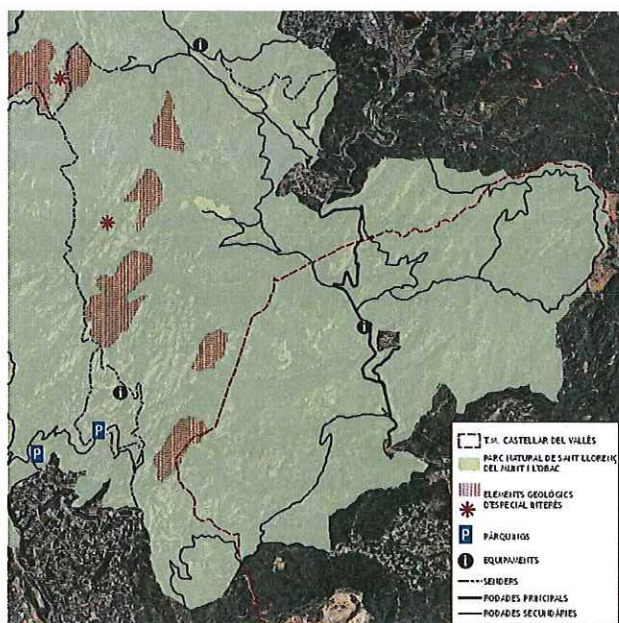 T.M. CASTELLAR DEL VALLÈS
PARC NATURAL DE SANT LLORENÇ
DEL MUNT I L'OBAC
ELEMENTS GEOLÒGICS
D'ESPECIAL INTERÈS
P PÀRQUINGS
i EQUIPAMENTS
SENDERS
RODADES PRINCIPALS
RODADES SECUNDÀRIES
i
i
i
P
P